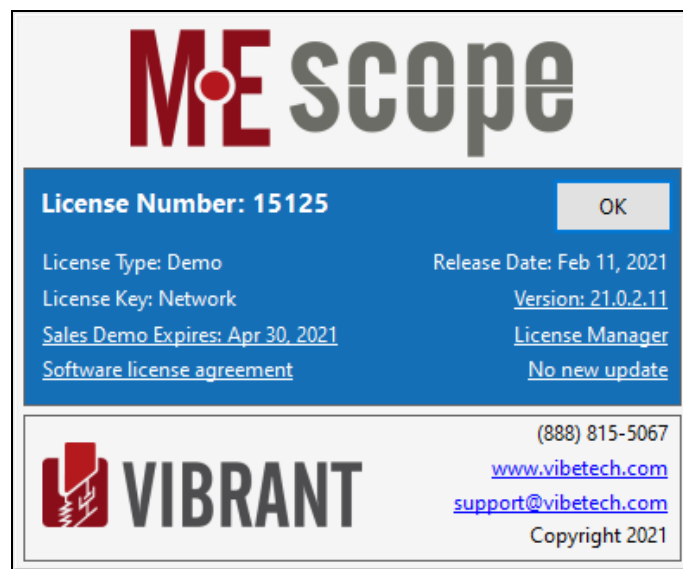 MEscope
License Number: 15125
OK
License Type: Demo
Release Date: Feb 11, 2021
License Key: Network
Version: 21.0.2.11
Sales Demo Expires: Apr 30, 2021
License Manager
Software license agreement
No new update
VIBRANT
(888) 815-5067
www.vibetech.com
support@vibetech.com
Copyright 2021